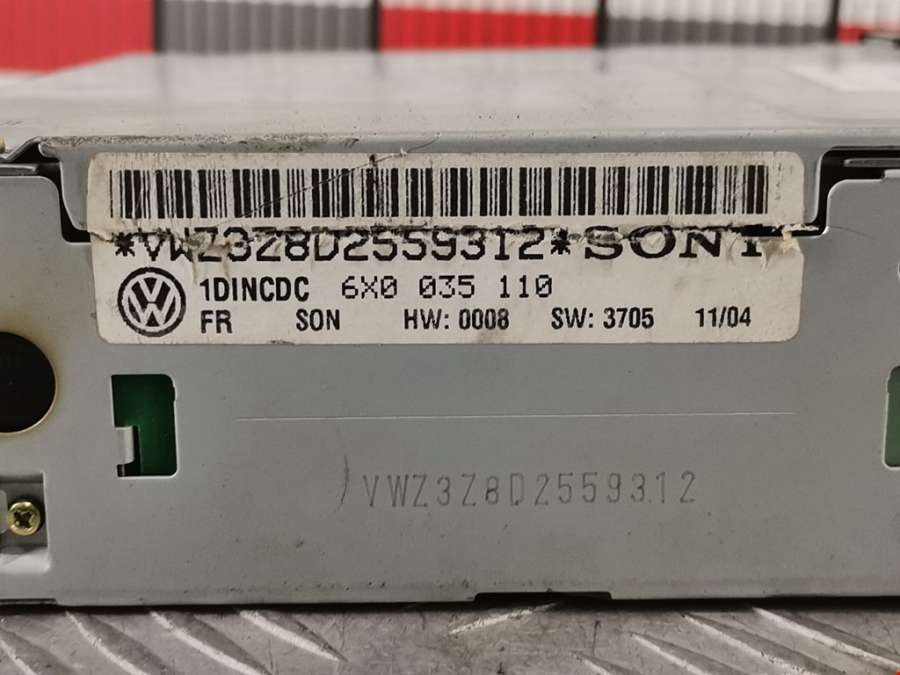 *VWZ3Z8D2559312* SONY
1DINCDC 6X0 035 110
FR SON HW: 0008 SW: 3705 11/04
VWZ3Z8D2559312